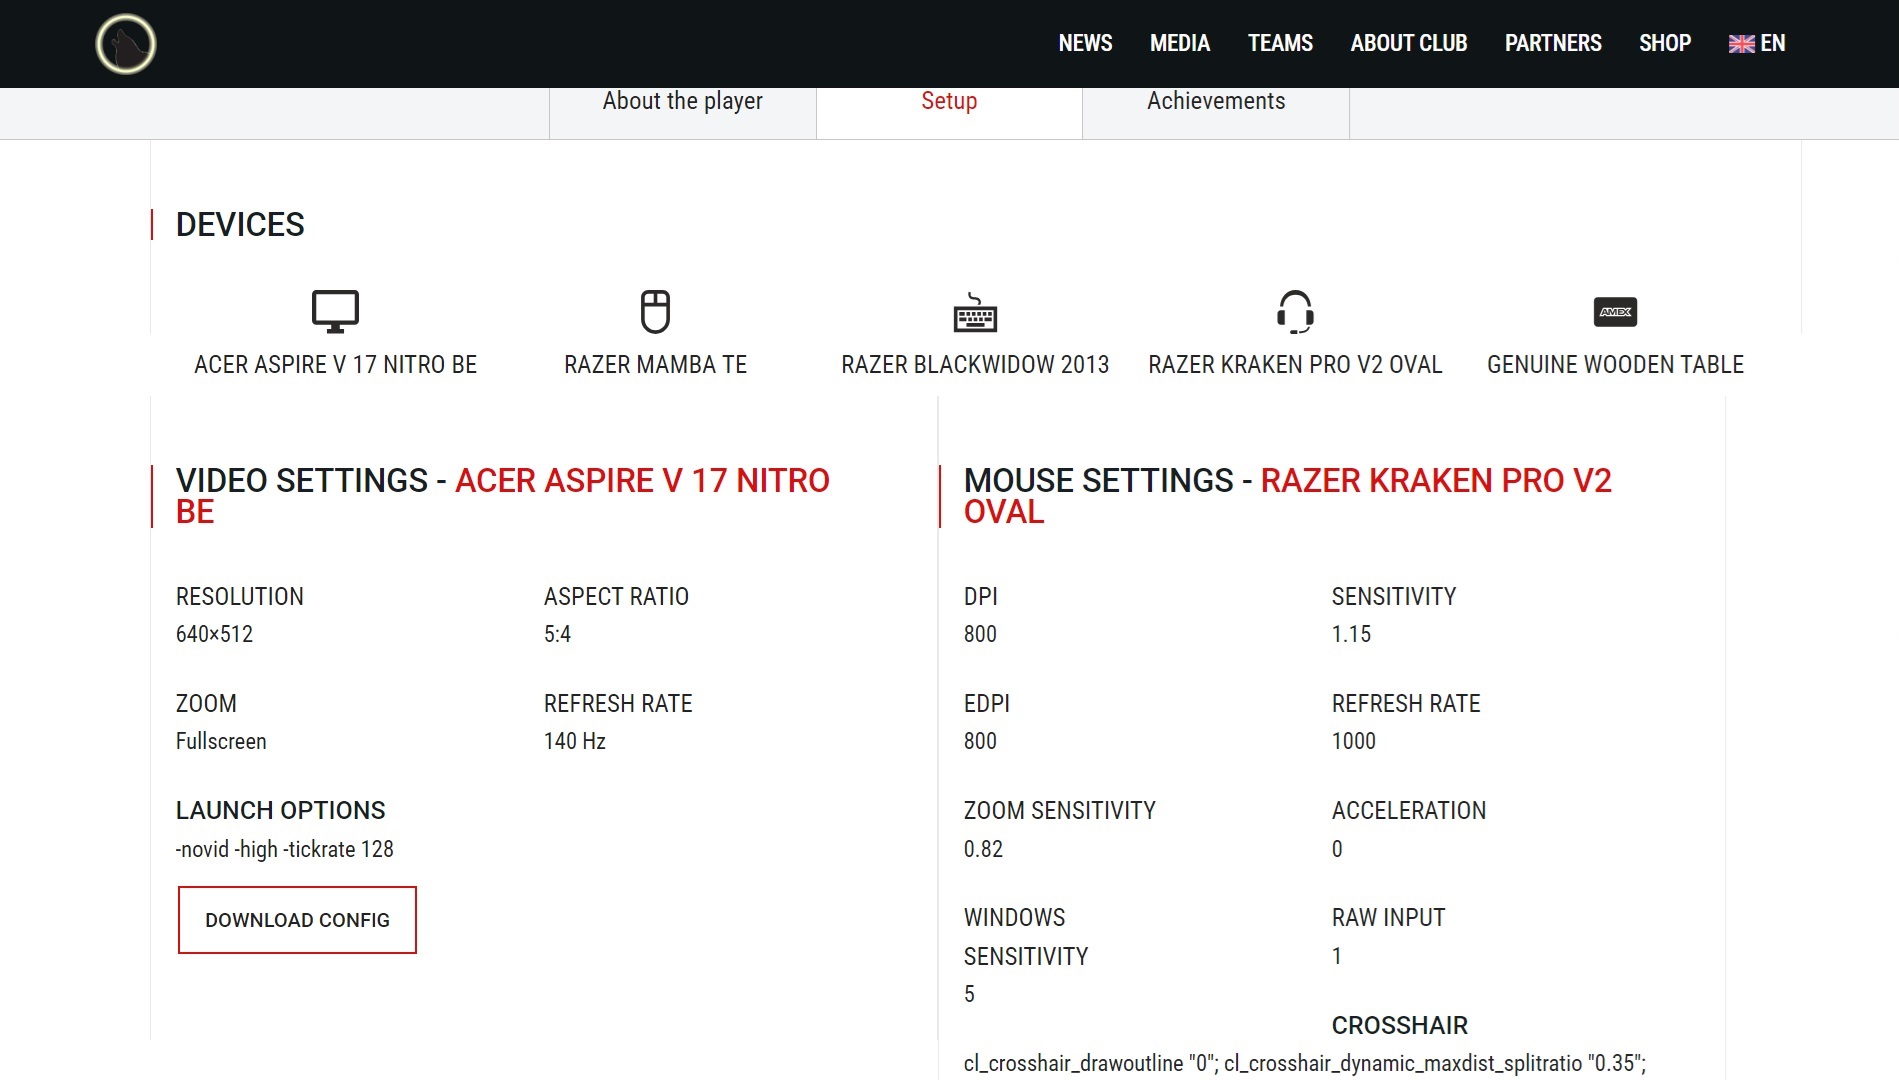 NEWS MEDIA TEAMS ABOUT CLUB PARTNERS SHOP EN
About the player Setup Achievements
DEVICES
AMEX
ACER ASPIRE V 17 NITRO BE RAZER MAMBA TE RAZER BLACKWIDOW 2013 RAZER KRAKEN PRO V2 OVAL GENUINE WOODEN TABLE
VIDEO SETTINGS - ACER ASPIRE V 17 NITRO
BE
RESOLUTION ASPECT RATIO
640×512 5:4
ZOOM REFRESH RATE
Fullscreen 140 Hz
LAUNCH OPTIONS
-novid -high -tickrate 128
DOWNLOAD CONFIG
MOUSE SETTINGS - RAZER KRAKEN PRO V2
OVAL
DPI SENSITIVITY
800 1.15
EDPI REFRESH RATE
800 1000
ZOOM SENSITIVITY ACCELERATION
0.82 0
WINDOWS RAW INPUT
SENSITIVITY 1
5
CROSSHAIR
cl_crosshair_drawoutline "0"; cl_crosshair_dynamic_maxdist_splitratio "0.35";